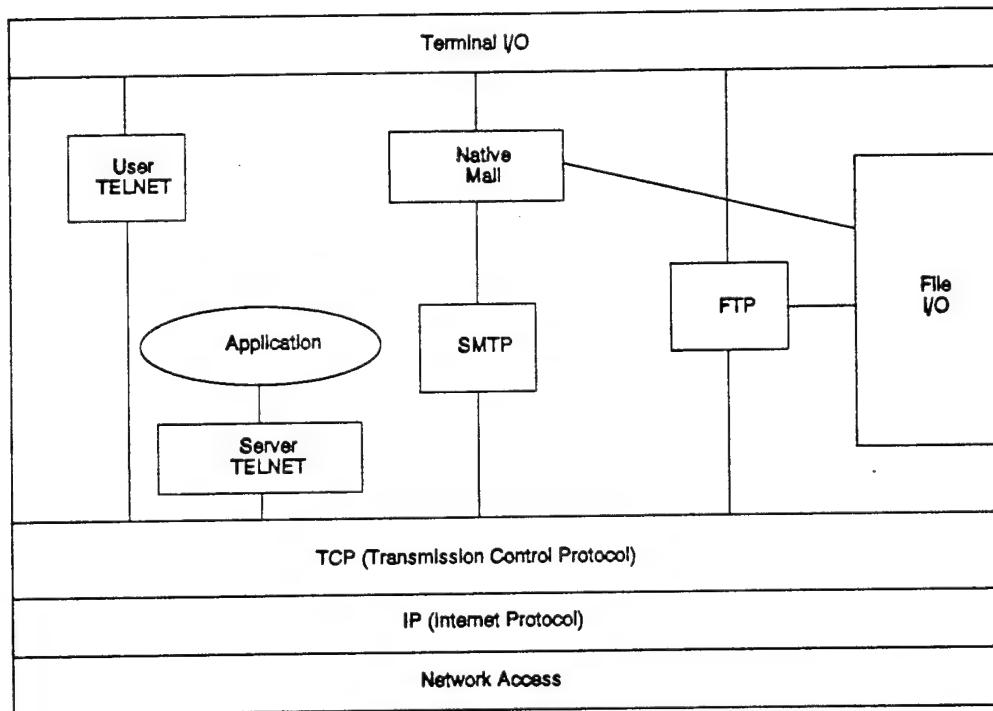 Terminal I/O
User
TELNET
Native
Mail
File
I/O
FTP
Application
SMTP
Server
TELNET
TCP (Transmission Control Protocol)
IP (Internet Protocol)
Network Access